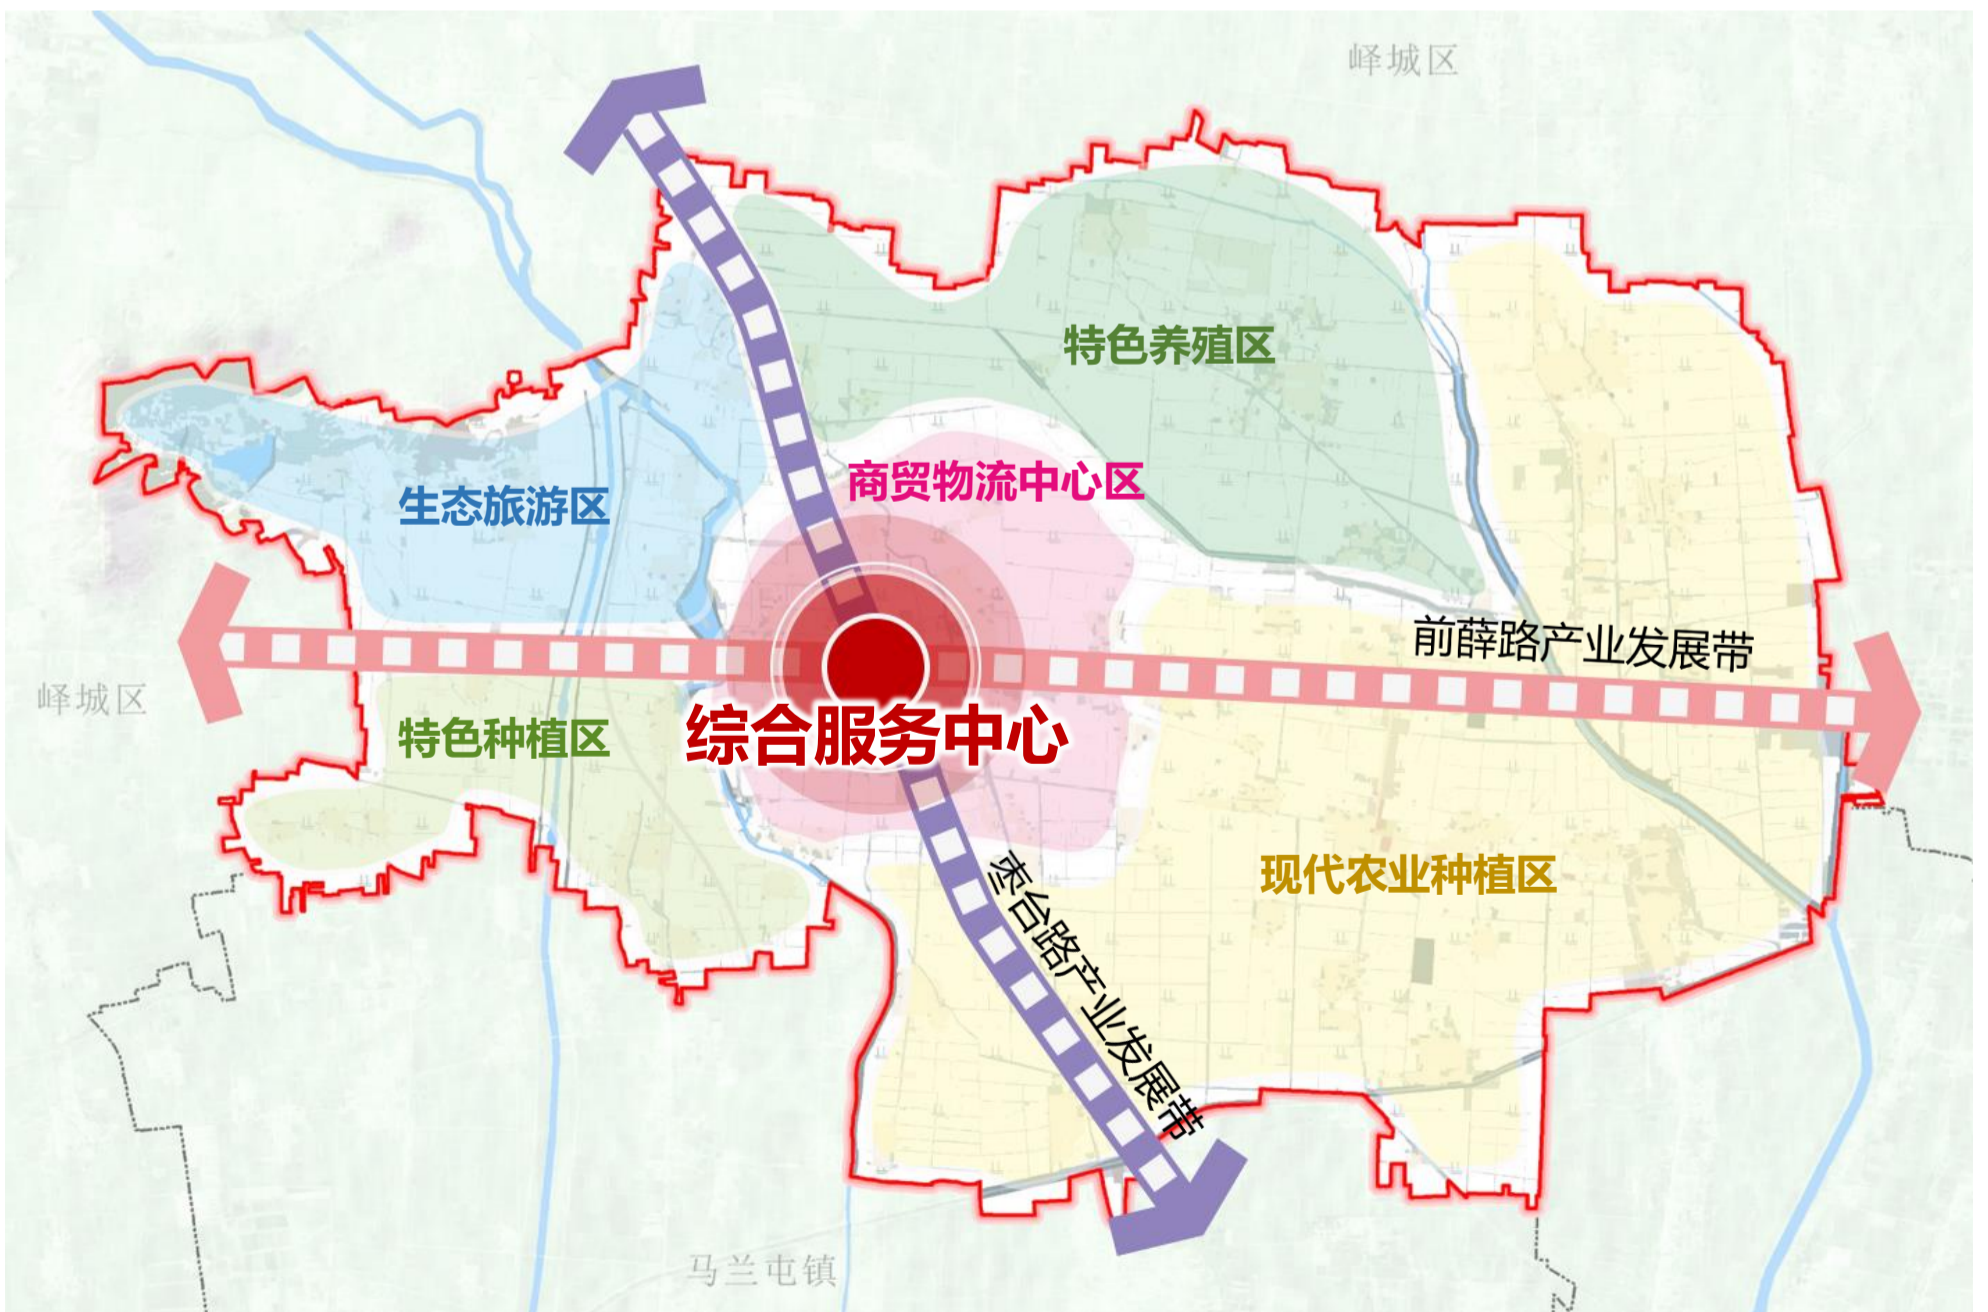 峄城区
特色养殖区
商贸物流中心区
生态旅游区
前薛路产业发展带
峄城区
特色种植区
综合服务中心
现代农业种植区
枣台路产业发展带
马兰屯镇